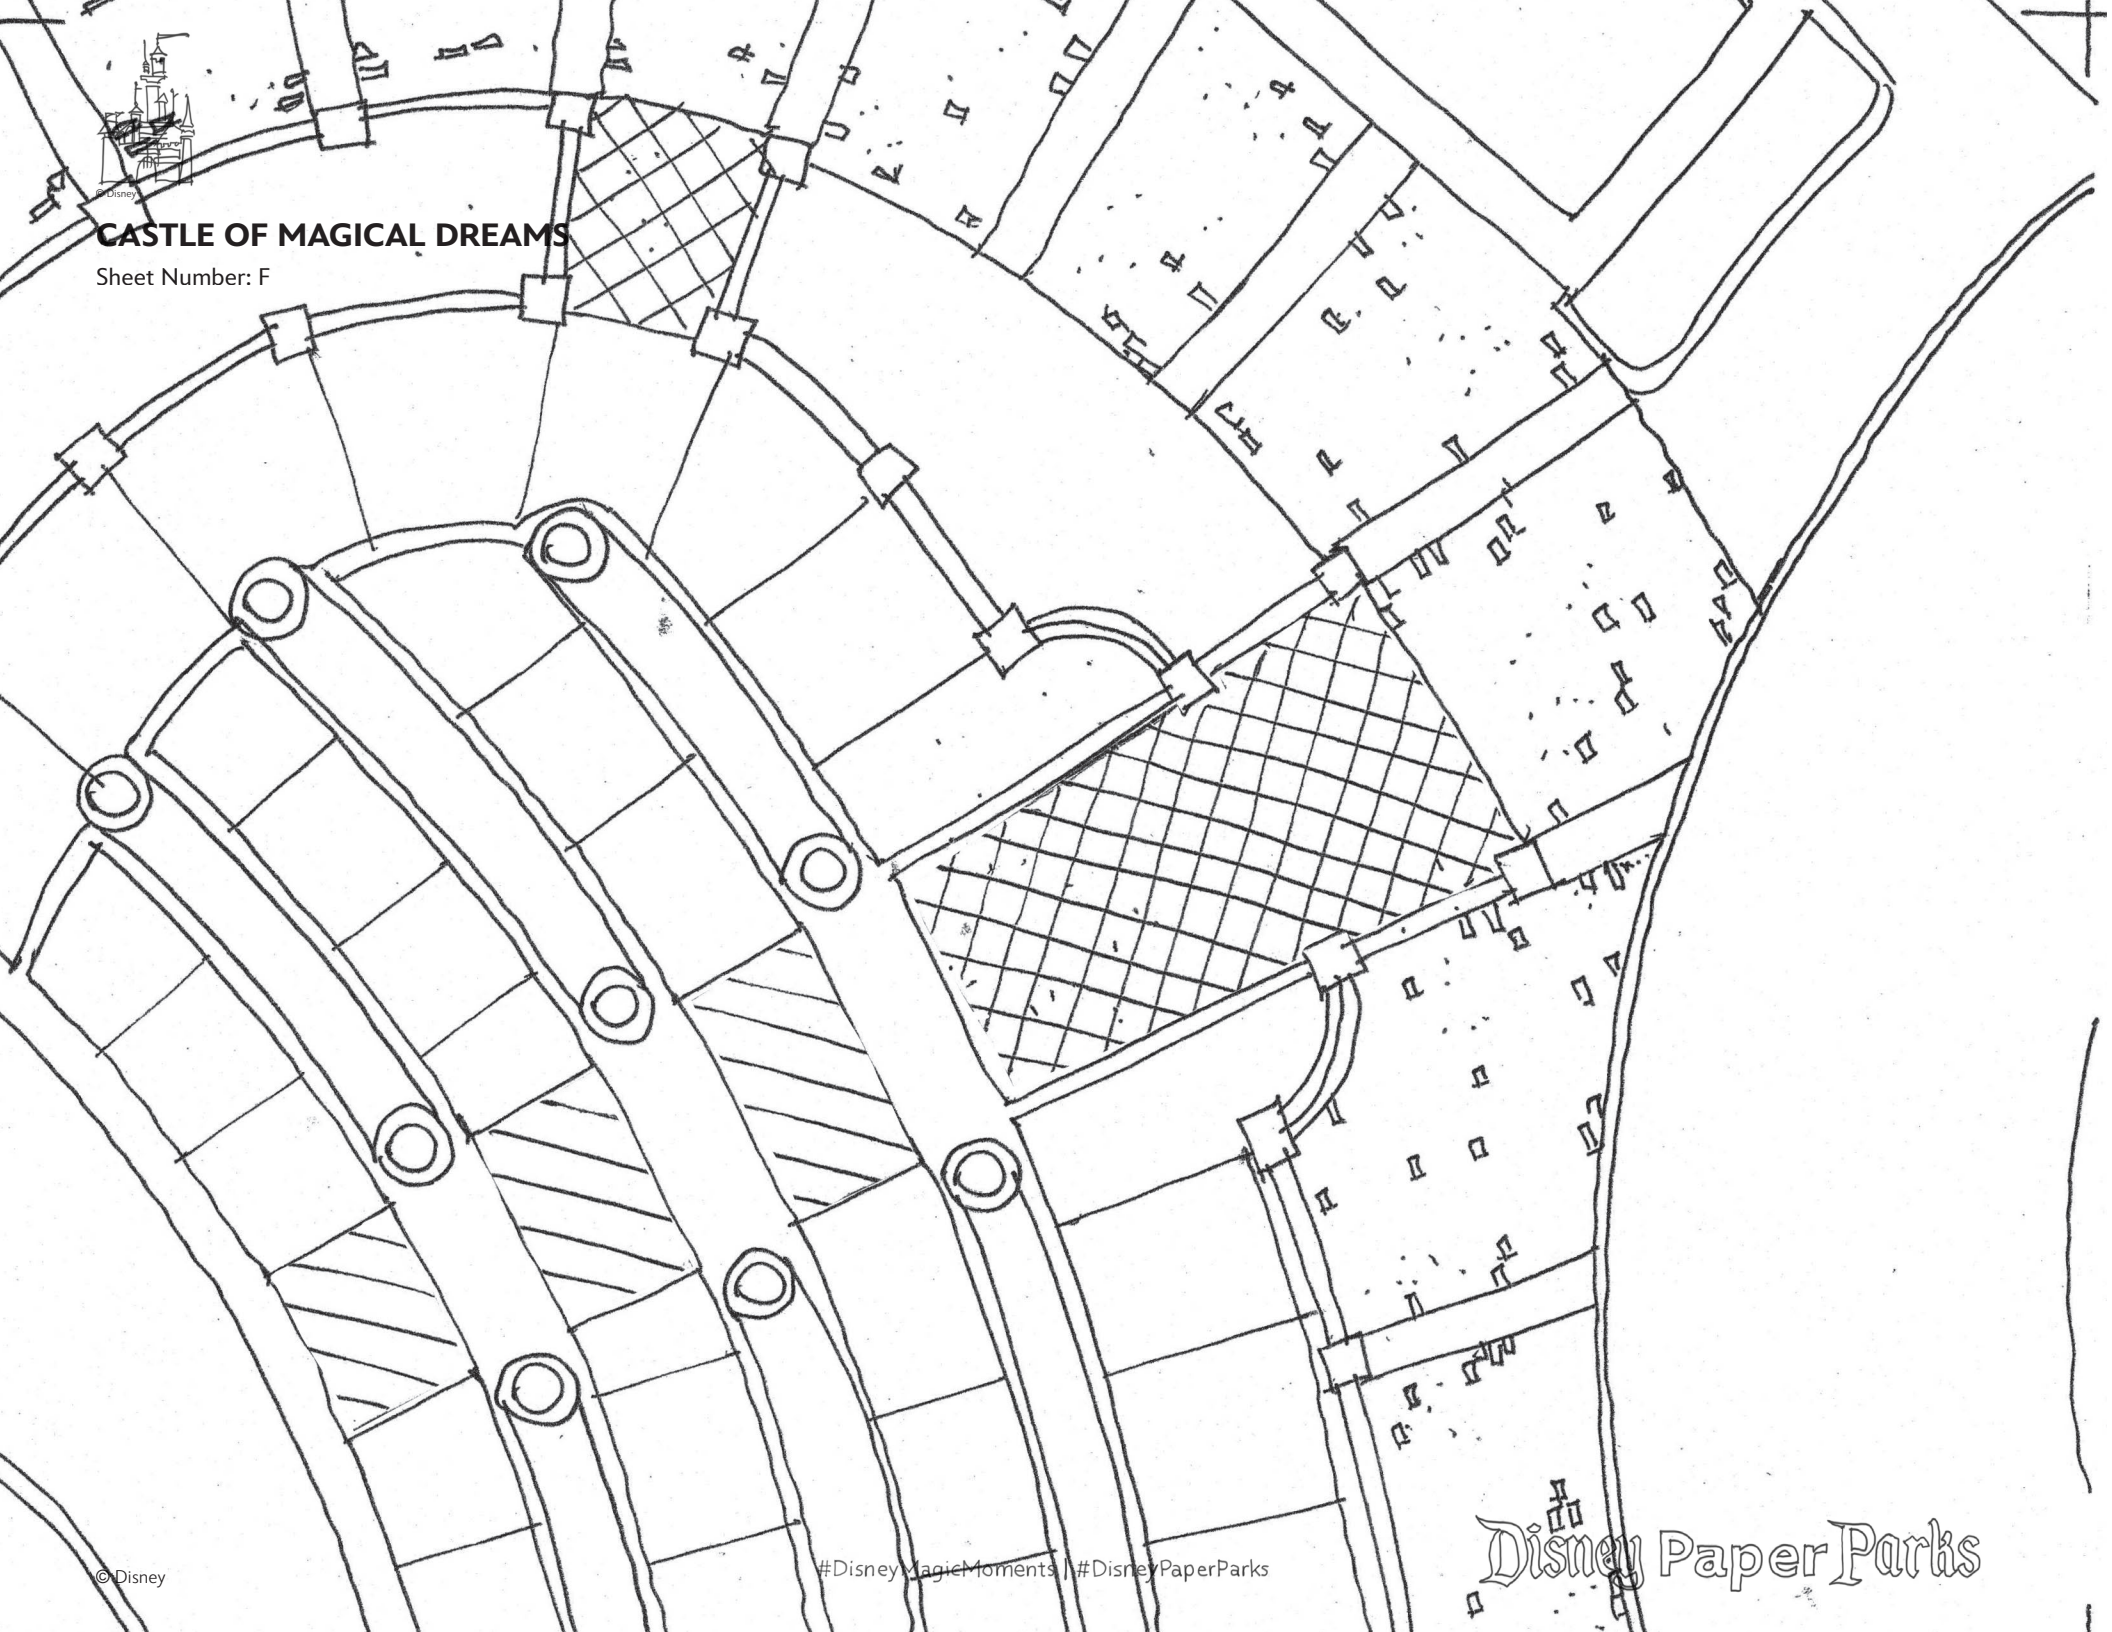 © Disney
CASTLE OF MAGICAL DREAMS
Sheet Number: F
© Disney
#DisneyMagicMoments | #DisneyPaperParks
Disney Paper Parks